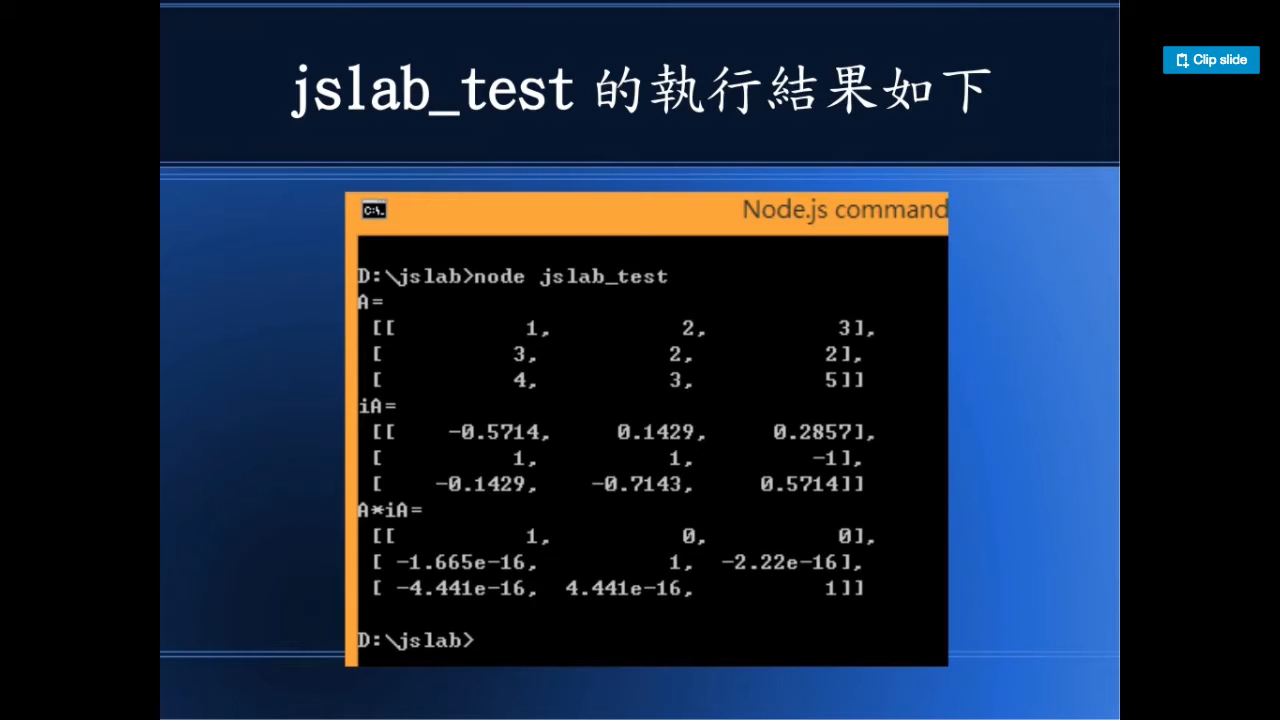 jslab_test 的執行結果如下
Clip slide
Node.js command
D:\jslab>node jslab_test
A=
[[ 1, 2, 3],
[ 3, 2, 2],
[ 4, 3, 5]]
iA=
[[ -0.5714, 0.1429, 0.2857],
[ 1, 1, -1],
[ -0.1429, -0.7143, 0.5714]]
A*iA=
[[ 1, 0, 0],
[ -1.665e-16, 1, -2.22e-16],
[ -4.441e-16, 4.441e-16, 1]]
D:\jslab>